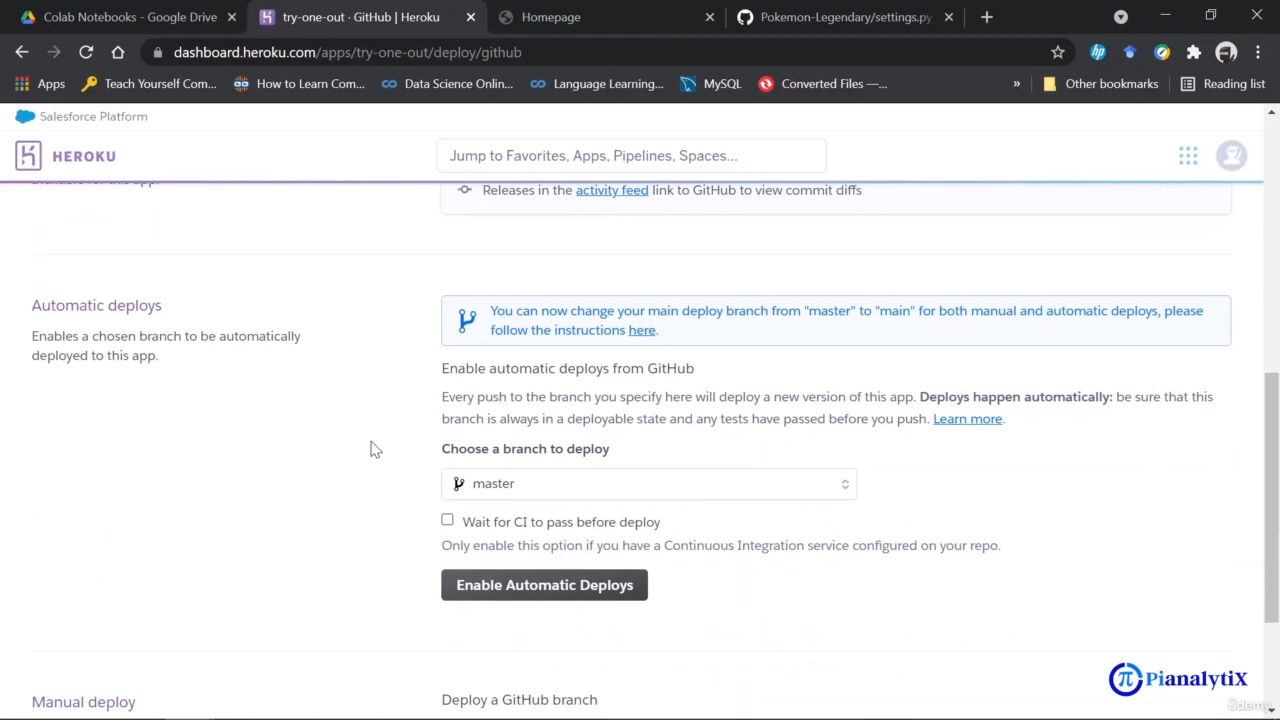 Colab Notebooks - Google Drive
try-one-out · GitHub | Heroku
Homepage
Pokemon-Legendary/settings.py
dashboard.heroku.com/apps/try-one-out/deploy/github
Apps
Teach Yourself Com...
How to Learn Com...
Data Science Onlin...
Language Learning...
MySQL
Converted Files —...
»
Other bookmarks
Reading list
Salesforce Platform
HEROKU
Jump to Favorites, Apps, Pipelines, Spaces...
available for this app.
Releases in the activity feed link to GitHub to view commit diffs
Automatic deploys
Enables a chosen branch to be automatically
deployed to this app.
You can now change your main deploy branch from "master" to "main" for both manual and automatic deploys, please
follow the instructions here.
Enable automatic deploys from GitHub
Every push to the branch you specify here will deploy a new version of this app. Deploys happen automatically: be sure that this
branch is always in a deployable state and any tests have passed before you push. Learn more.
Choose a branch to deploy
master
Wait for CI to pass before deploy
Only enable this option if you have a Continuous Integration service configured on your repo.
Enable Automatic Deploys
Manual deploy
Deploy a GitHub branch
PianalytiX
ûdemy